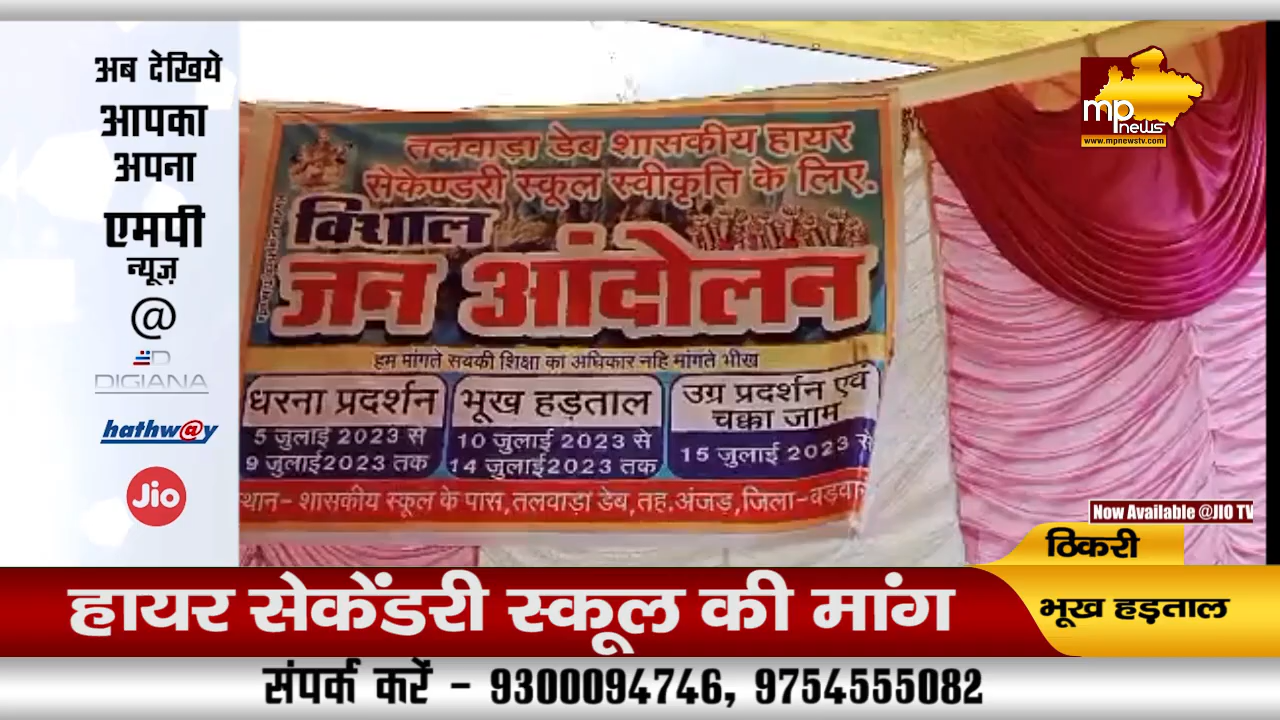 अब देखिये
आपका
अपना
एमपी
न्यूज़
@
DIGIANA
hathw@y
Jio
तलवाड़ा डेब शासकीय हायर
सेकेण्डरी स्कूल स्वीकृति के लिए.
विशाल
जन आंदोलन
हम मांगते सबकी शिक्षा का अधिकार नहि मांगते भीख
धरना प्रदर्शन
5 जुलाई 2023 से
9 जुलाई2023 तक
भूख हड़ताल
10 जुलाई 2023 से
14 जुलाई2023 तक
उग्र प्रदर्शन एवं
चक्का जाम
15 जुलाई 2023 से
थान- शासकीय स्कूल के पास,तलवाड़ा डेब,तह.अंजड़,जिला-बड़वा
mp
news
www.mpnewstv.com
Now Available @JIO TV
ठिकरी
हायर सेकेंडरी स्कूल की मांग
भूख हड़ताल
संपर्क करें - 9300094746, 9754555082